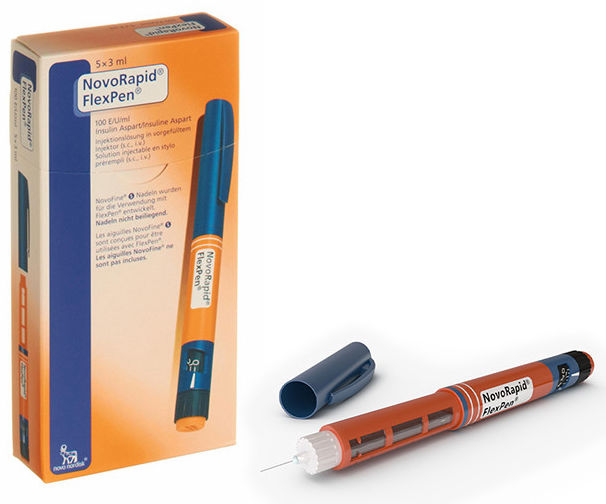 5 x 3 ml
NovoRapid®
FlexPen®
100 E/U/ml
Insulin Aspart/Insuline Aspart
Injektionslösung in vorgefülltem
Injektor (s.c., i.v.)
Solution injectable en stylo
prérempli (s.c., i.v.)
NovoFine® S Nadeln wurden
für die Verwendung mit
FlexPen® entwickelt.
Nadeln nicht beiliegend.
Les aiguilles NovoFine® S
sont conçues pour être
utilisées avec FlexPen®.
Les aiguilles NovoFine® ne
sont pas incluses.
NovoRapid®
FlexPen®
novo nordisk®
NovoRapid®
FlexPen®